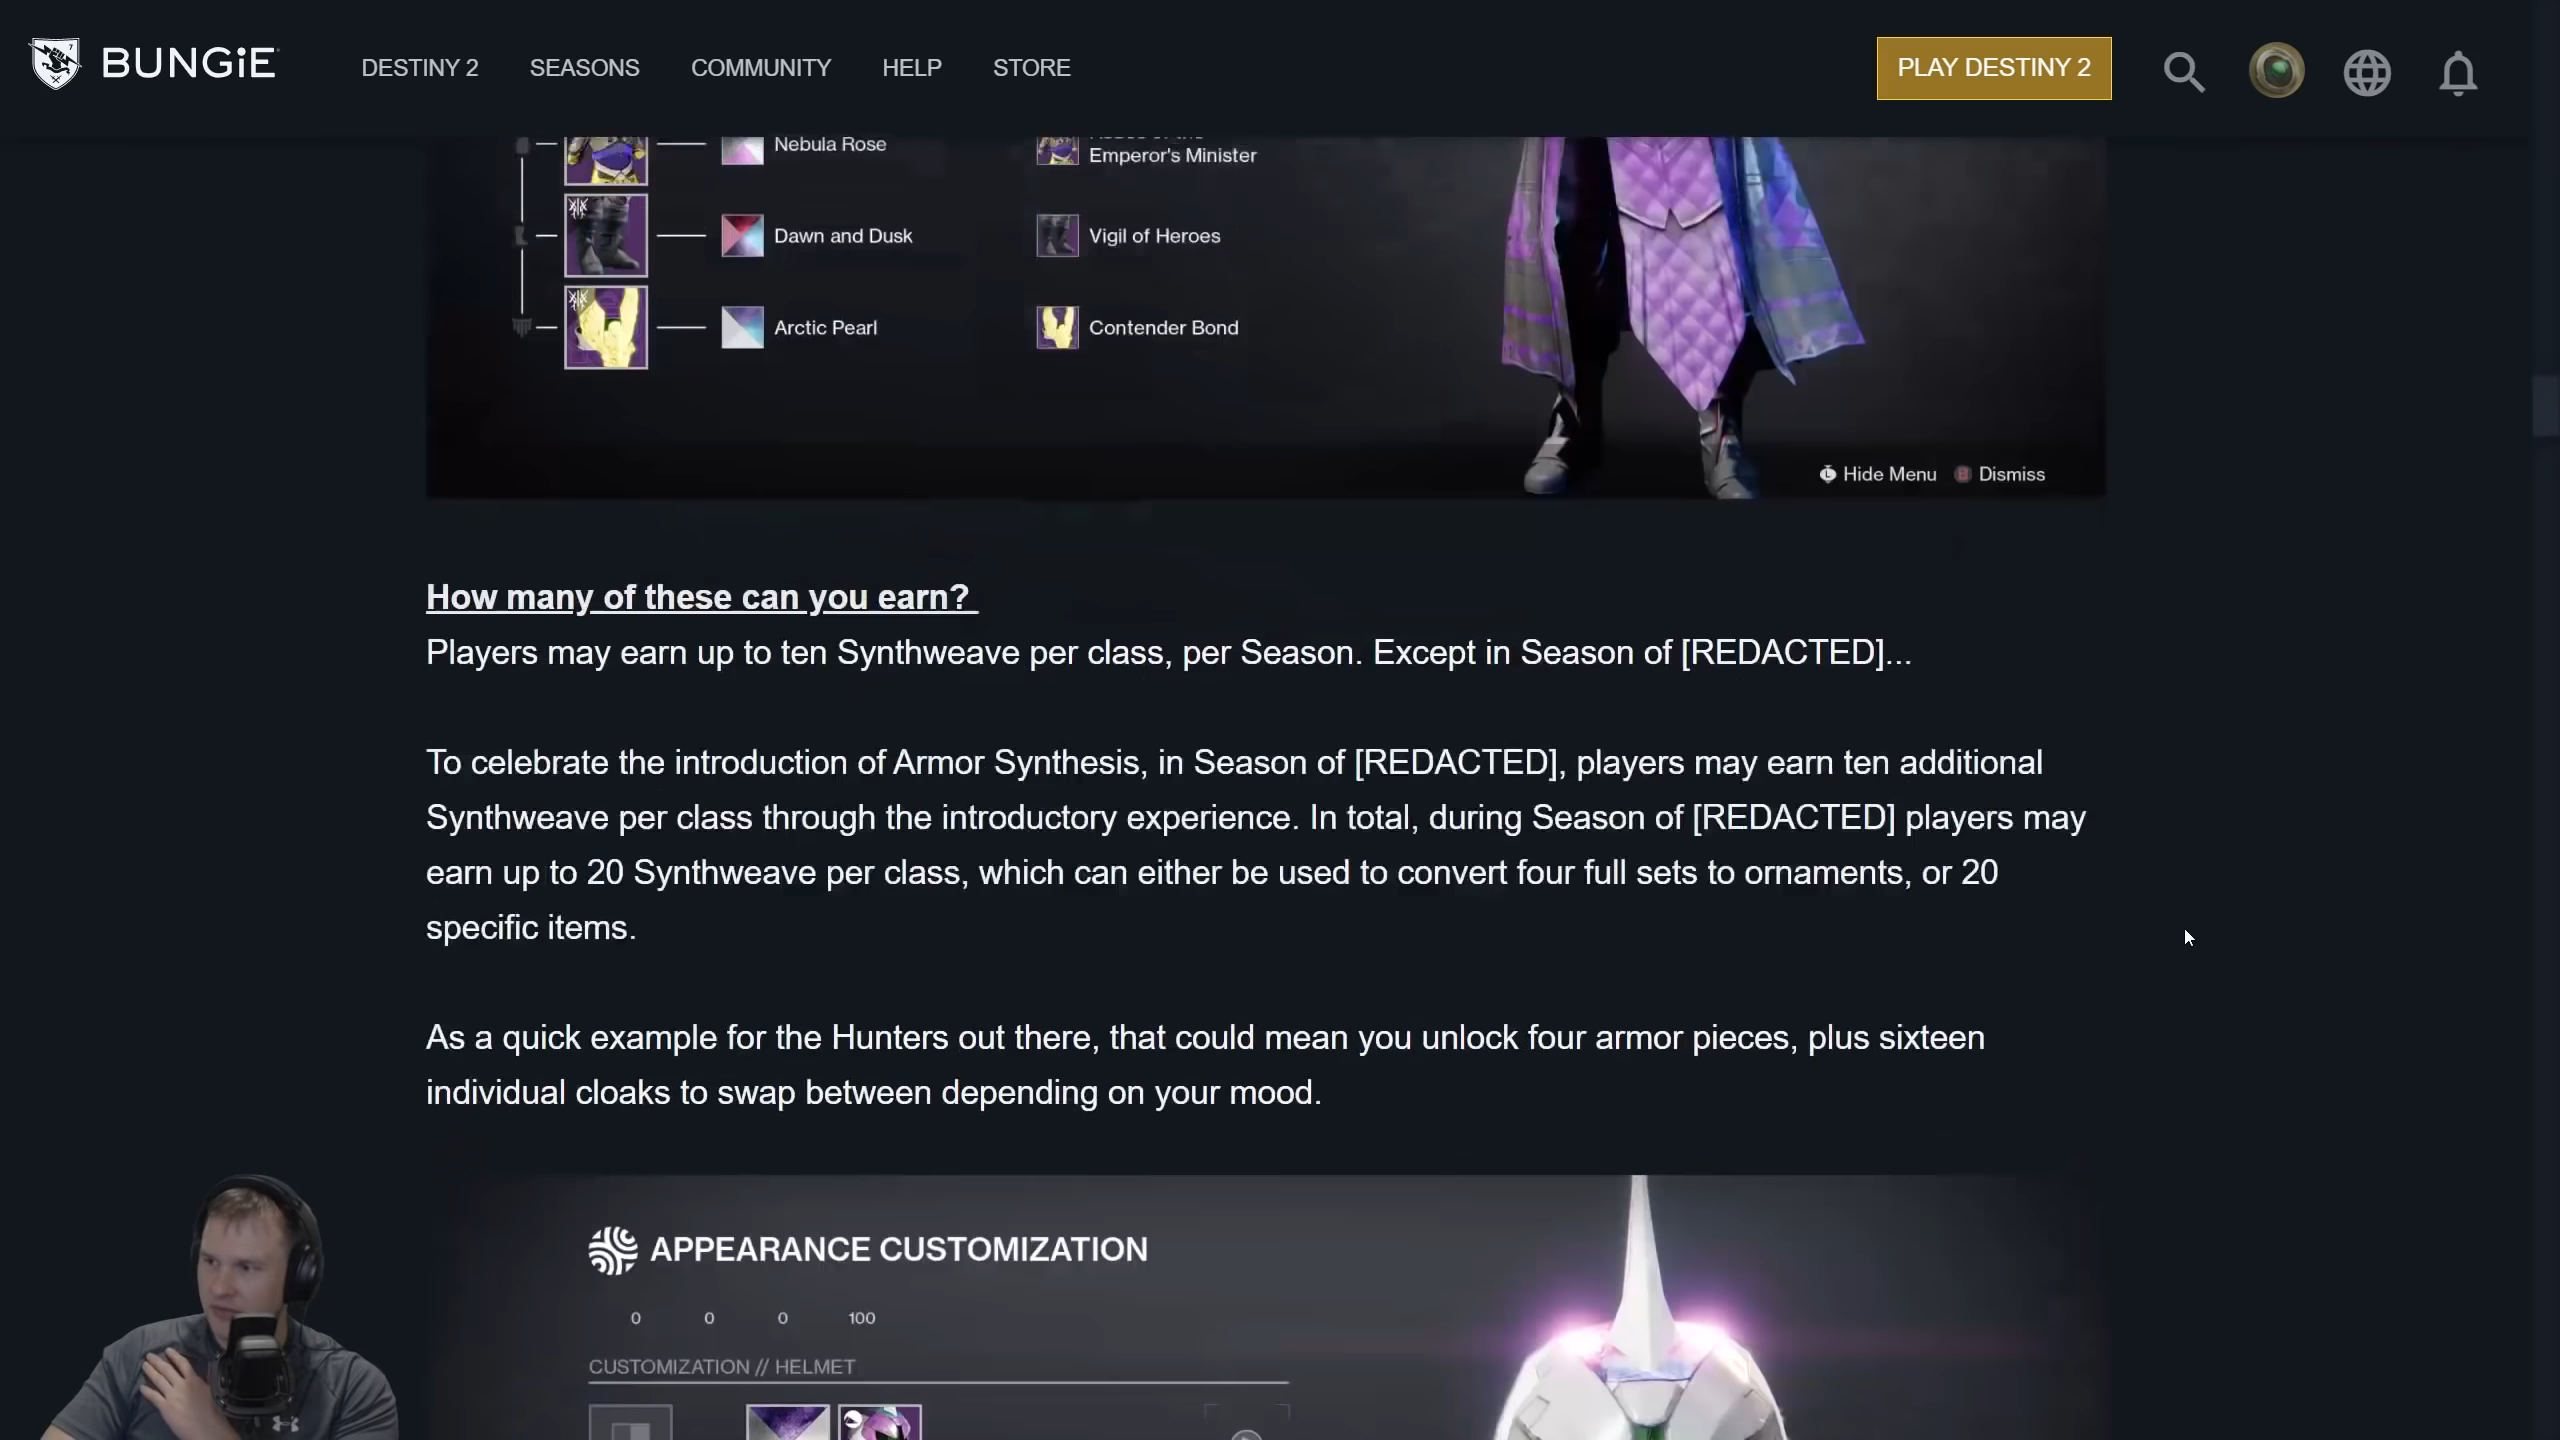 BUNGiE
DESTINY 2
SEASONS
COMMUNITY
HELP
STORE
PLAY DESTINY 2
Nebula Rose
Emperor's Minister
Dawn and Dusk
Vigil of Heroes
Arctic Pearl
Contender Bond
Hide Menu
Dismiss
How many of these can you earn?
Players may earn up to ten Synthweave per class, per Season. Except in Season of [REDACTED]...
To celebrate the introduction of Armor Synthesis, in Season of [REDACTED], players may earn ten additional
Synthweave per class through the introductory experience. In total, during Season of [REDACTED] players may
earn up to 20 Synthweave per class, which can either be used to convert four full sets to ornaments, or 20
specific items.
As a quick example for the Hunters out there, that could mean you unlock four armor pieces, plus sixteen
individual cloaks to swap between depending on your mood.
APPEARANCE CUSTOMIZATION
0 0 0 100
CUSTOMIZATION // HELMET